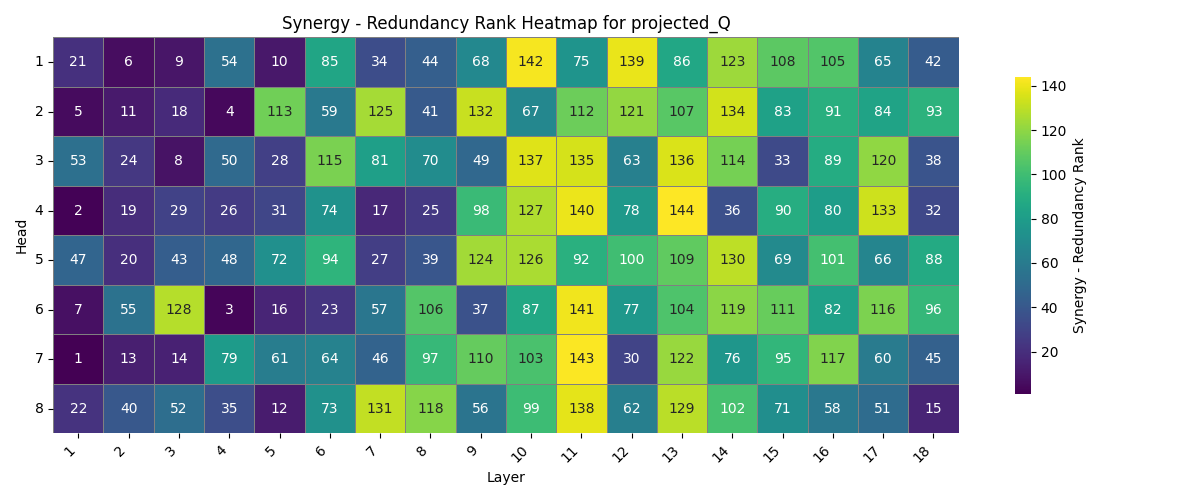 Synergy - Redundancy Rank Heatmap for projected_Q
1 21 6 9 54 10 85 34 44 68 142 75 139 86 123 108 105 65 42
2 5 11 18 4 113 59 125 41 132 67 112 121 107 134 83 91 84 93
3 53 24 8 50 28 115 81 70 49 137 135 63 136 114 33 89 120 38
4 2 19 29 26 31 74 17 25 98 127 140 78 144 36 90 80 133 32
5 47 20 43 48 72 94 27 39 124 126 92 100 109 130 69 101 66 88
6 7 55 128 3 16 23 57 106 37 87 141 77 104 119 111 82 116 96
7 1 13 14 79 61 64 46 97 110 103 143 30 122 76 95 117 60 45
8 22 40 52 35 12 73 131 118 56 99 138 62 129 102 71 58 51 15
1 2 3 4 5 6 7 8 9 10 11 12 13 14 15 16 17 18
Layer
Head
140
120
100
80
60
40
20
Synergy - Redundancy Rank